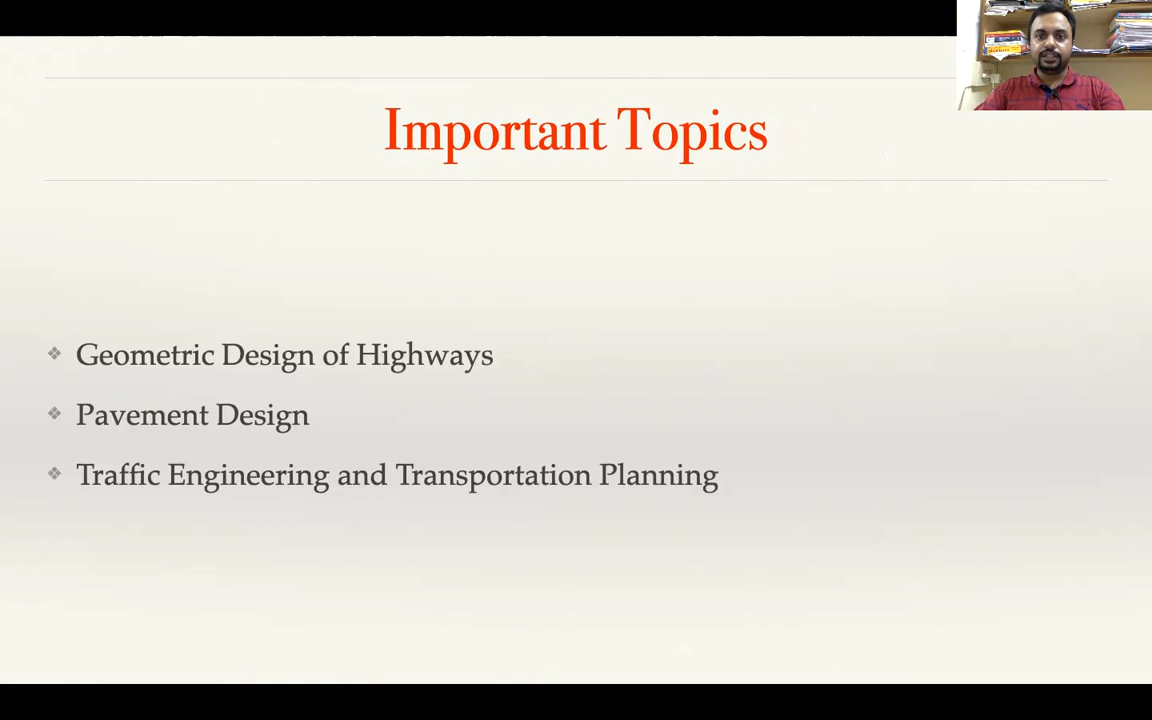 Important Topics
Geometric Design of Highways
Pavement Design
Traffic Engineering and Transportation Planning